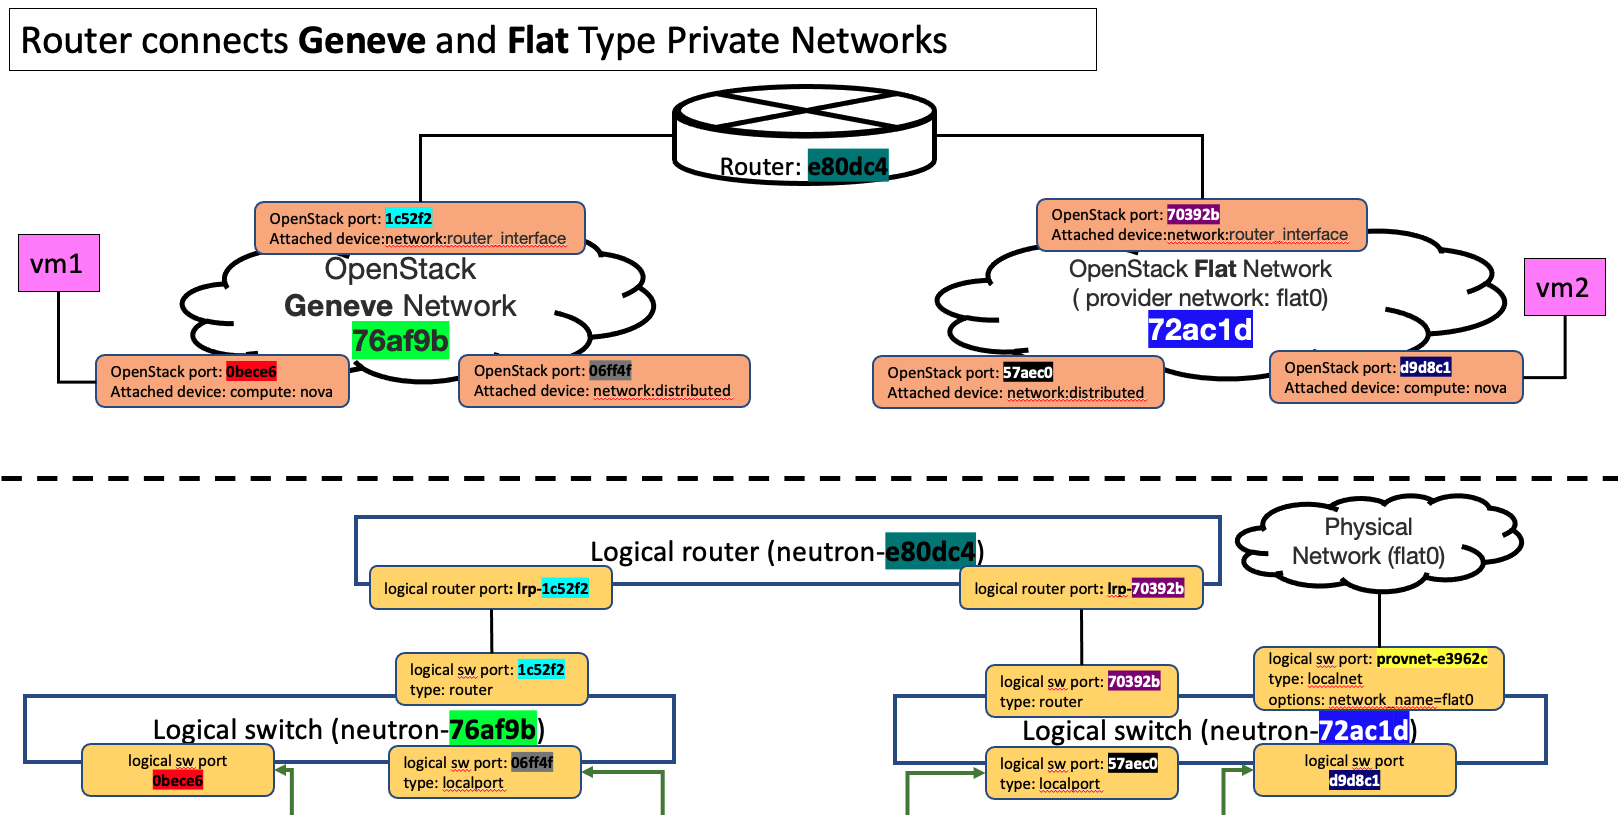 Router connects Geneve and Flat Type Private Networks
Router: e80dc4
OpenStack port: 1c52f2
Attached device:network:router_interface
OpenStack port: 70392b
Attached device:network:router_interface
vm1
OpenStack
Geneve Network
76af9b
OpenStack Flat Network
( provider network: flat0)
72ac1d
vm2
OpenStack port: 0bece6
Attached device: compute: nova
OpenStack port: 06ff4f
Attached device: network:distributed
OpenStack port: 57aec0
Attached device: network:distributed
OpenStack port: d9d8c1
Attached device: compute: nova
Logical router (neutron-e80dc4)
Physical
Network (flat0)
logical router port: lrp-1c52f2
logical router port: lrp-70392b
logical sw port: 1c52f2
type: router
logical sw port: 70392b
type: router
logical sw port: provnet-e3962c
type: localnet
options: network_name=flat0
Logical switch (neutron-76af9b)
Logical switch (neutron-72ac1d)
logical sw port
0bece6
logical sw port: 06ff4f
type: localport
logical sw port: 57aec0
type: localport
logical sw port
d9d8c1